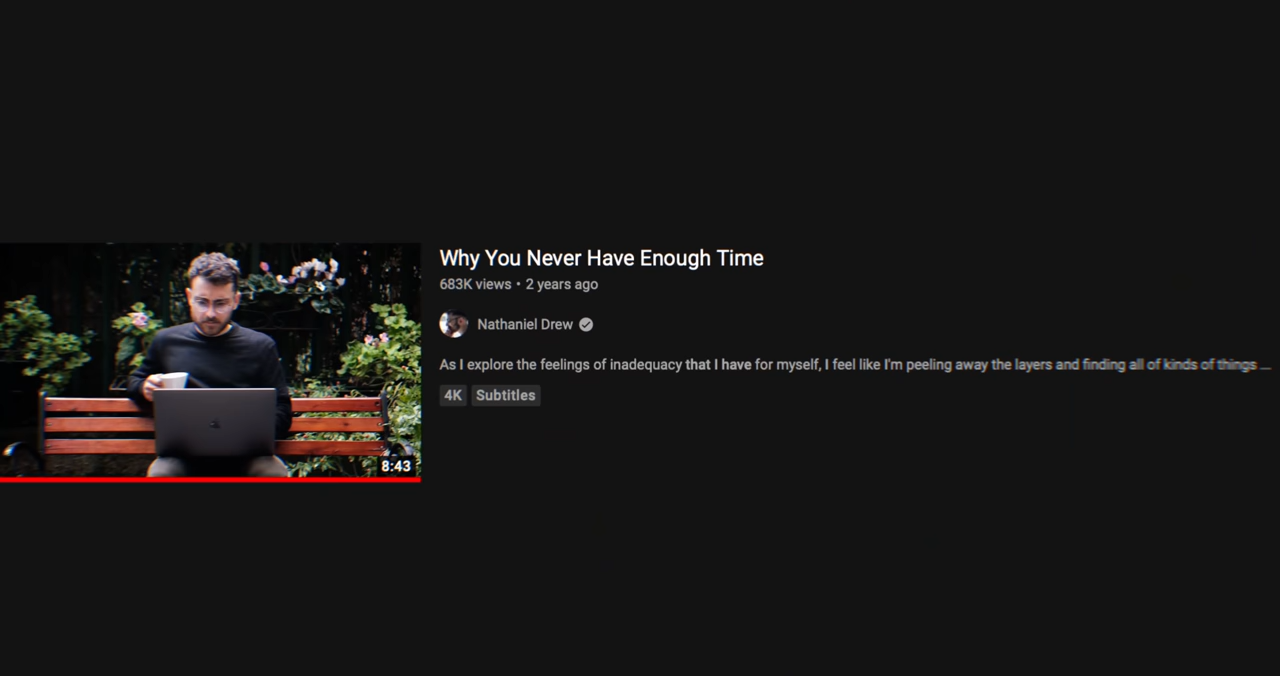 Why You Never Have Enough Time
683K views • 2 years ago
Nathaniel Drew
As I explore the feelings of inadequacy that I have for myself, I feel like I'm peeling away the layers and finding all of kinds of things ...
4K Subtitles
8:43